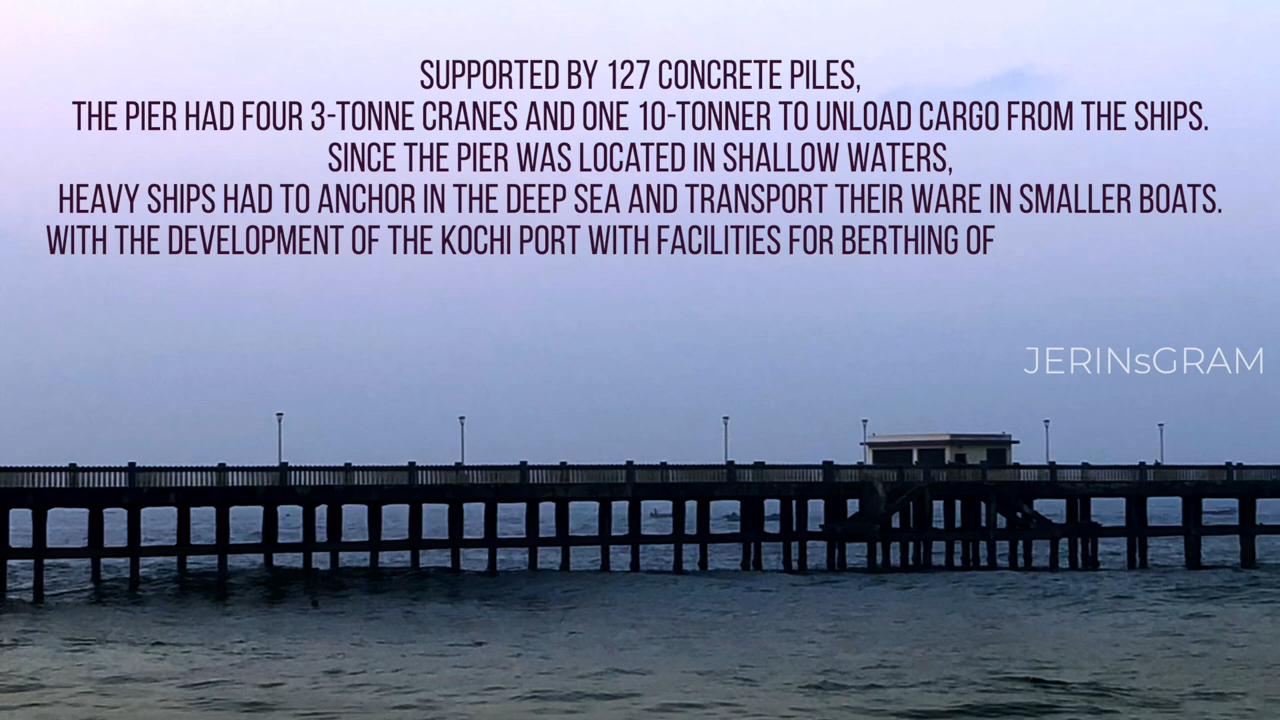 SUPPORTED BY 127 CONCRETE PILES,
THE PIER HAD FOUR 3-TONNE CRANES AND ONE 10-TONNER TO UNLOAD CARGO FROM THE SHIPS.
SINCE THE PIER WAS LOCATED IN SHALLOW WATERS,
HEAVY SHIPS HAD TO ANCHOR IN THE DEEP SEA AND TRANSPORT THEIR WARE IN SMALLER BOATS.
WITH THE DEVELOPMENT OF THE KOCHI PORT WITH FACILITIES FOR BERTHING OF
JERINsGRAM